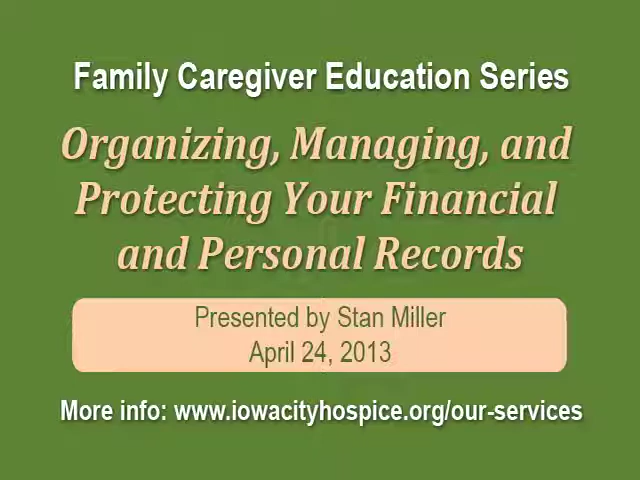 Family Caregiver Education Series
Organizing, Managing, and
Protecting Your Financial
and Personal Records
Presented by Stan Miller
April 24, 2013
More info: www.iowacityhospice.org/our-services